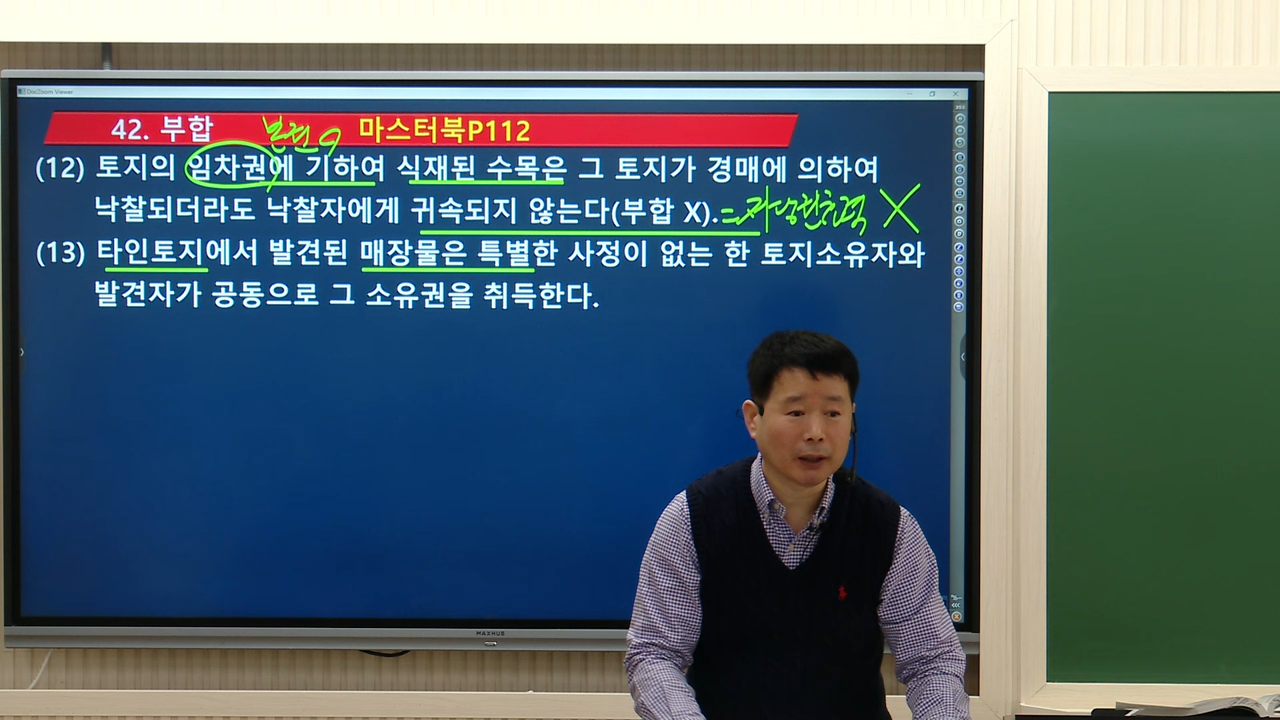 DocZoom Viewer
42. 부합 마스터북P112
(12) 토지의 임차권에 기하여 식재된 수목은 그 토지가 경매에 의하여
낙찰되더라도 낙찰자에게 귀속되지 않는다(부합 X).
(13) 타인토지에서 발견된 매장물은 특별한 사정이 없는 한 토지소유자와
발견자가 공동으로 그 소유권을 취득한다.
MAXHUB